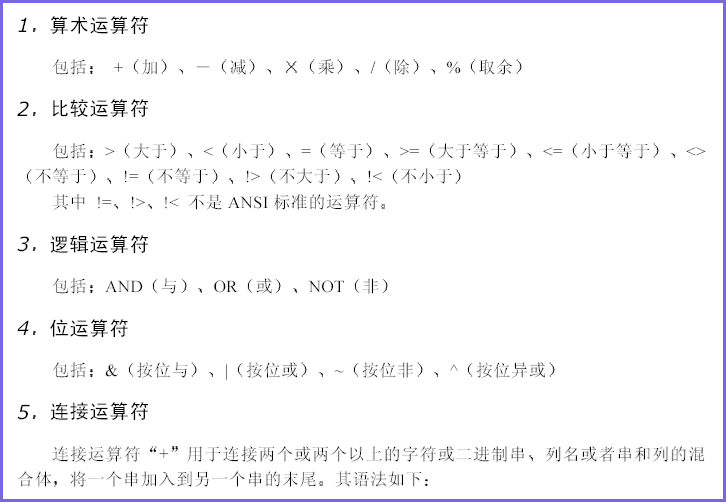 1．算术运算符
包括： +（加）、－（减）、×（乘）、/（除）、%（取余）
2．比较运算符
包括：>（大于）、<（小于）、=（等于）、>=（大于等于）、<=（小于等于）、<>
（不等于）、!=（不等于）、!>（不大于）、!<（不小于）
其中 !=、!>、!< 不是 ANSI 标准的运算符。
3．逻辑运算符
包括：AND（与）、OR（或）、NOT（非）
4．位运算符
包括：&（按位与）、|（按位或）、~（按位非）、^（按位异或）
5．连接运算符
连接运算符“+”用于连接两个或两个以上的字符或二进制串、列名或者串和列的混
合体，将一个串加入到另一个串的末尾。其语法如下：